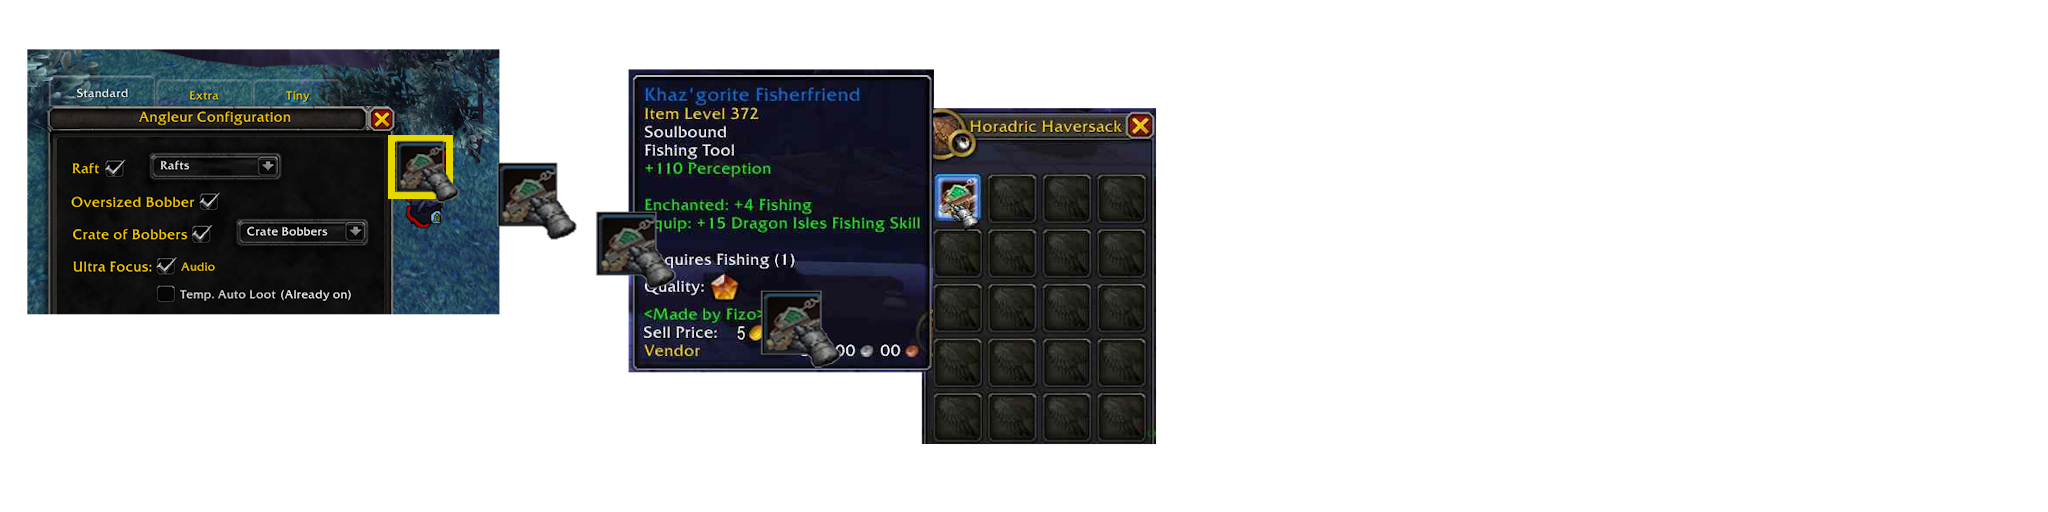 Standard
Extra
Tiny
Angleur Configuration
Raft
Rafts
Oversized Bobber
Crate of Bobbers
Crate Bobbers
Ultra Focus:
Audio
Temp. Auto Loot (Already on)
Khaz'gorite Fisherfriend
Item Level 372
Soulbound
Fishing Tool
+110 Perception
Enchanted: +4 Fishing
quip: +15 Dragon Isles Fishing Skill
quires Fishing (1)
Quality:
<Made by Fizo>
Sell Price: 5
Vendor
00 00
Horadric Haversack